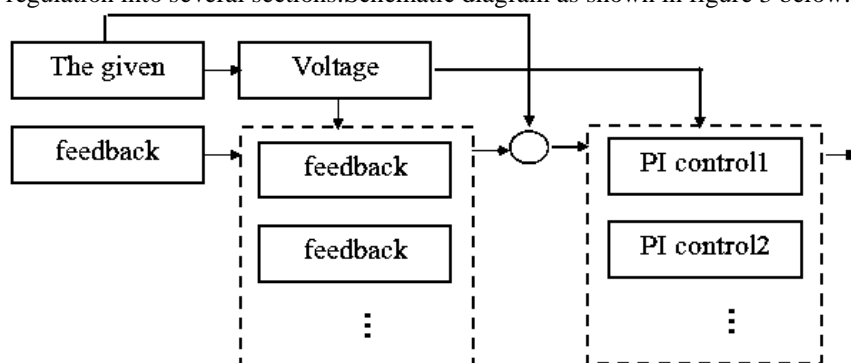 regulation into several sections.Schematic diagram as shown in figure 3 below.
The given
Voltage
feedback
feedback
PI control1
feedback
PI control2